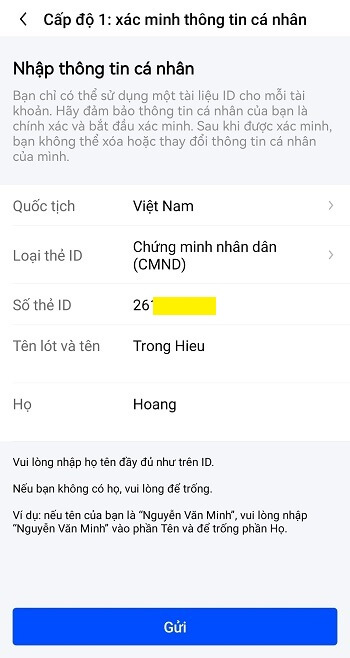 Cấp độ 1: xác minh thông tin cá nhân
Nhập thông tin cá nhân
Bạn chỉ có thể sử dụng một tài liệu ID cho mỗi tài
khoản. Hãy đảm bảo thông tin cá nhân của bạn là
chính xác và bắt đầu xác minh. Sau khi được xác minh,
bạn không thể xóa hoặc thay đổi thông tin cá nhân
của mình.
Quốc tịch Việt Nam
Loại thẻ ID Chứng minh nhân dân
(CMND)
Số thẻ ID 261
Tên lót và tên Trong Hieu
Họ Hoang
Vui lòng nhập họ tên đầy đủ như trên ID.
Nếu bạn không có họ, vui lòng để trống.
Ví dụ: nếu tên của bạn là “Nguyễn Văn Minh”, vui lòng nhập
“Nguyễn Văn Minh” vào phần Tên và để trống phần Họ.
Gửi